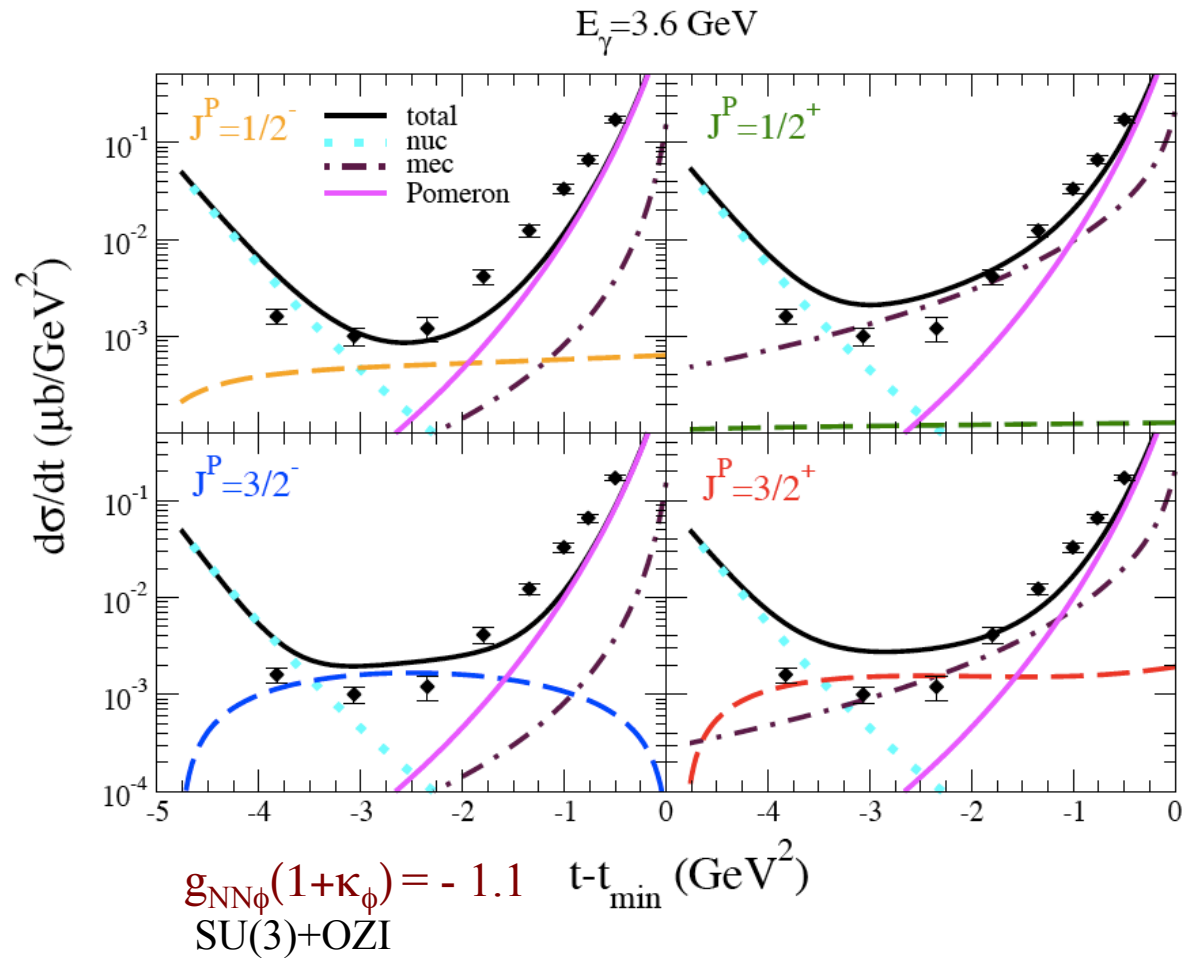 E_γ=3.6 GeV
J^P=1/2^-
total
nuc
mec
Pomeron
J^P=1/2^+
10^-1
10^-2
10^-3
dσ/dt (μb/GeV^2)
J^P=3/2^-
J^P=3/2^+
10^-1
10^-2
10^-3
10^-4
-5 -4 -3 -2 -1 0 -4 -3 -2 -1 0
t-t_min (GeV^2)
g_NNϕ(1+κ_ϕ) = - 1.1
SU(3)+OZI